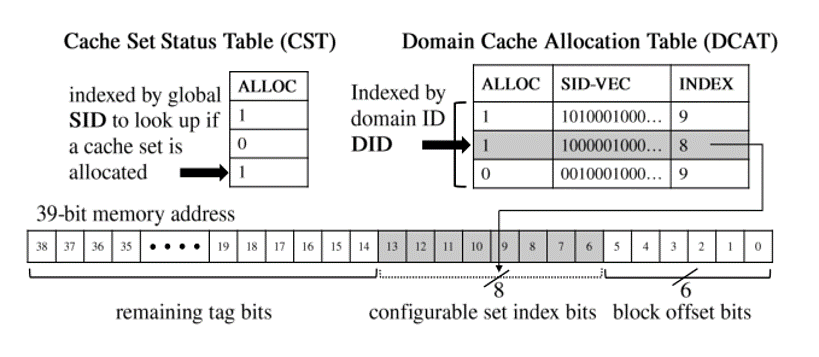 Cache Set Status Table (CST)
Domain Cache Allocation Table (DCAT)
indexed by global
SID to look up if
a cache set is
allocated
ALLOC
1
0
1
Indexed by
domain ID
DID
ALLOC SID-VEC INDEX
1 1010001000... 9
1 1000001000... 8
0 0010001000... 9
39-bit memory address
38 37 36 35 • • • • 19 18 17 16 15 14 13 12 11 10 9 8 7 6 5 4 3 2 1 0
8 6
remaining tag bits configurable set index bits block offset bits